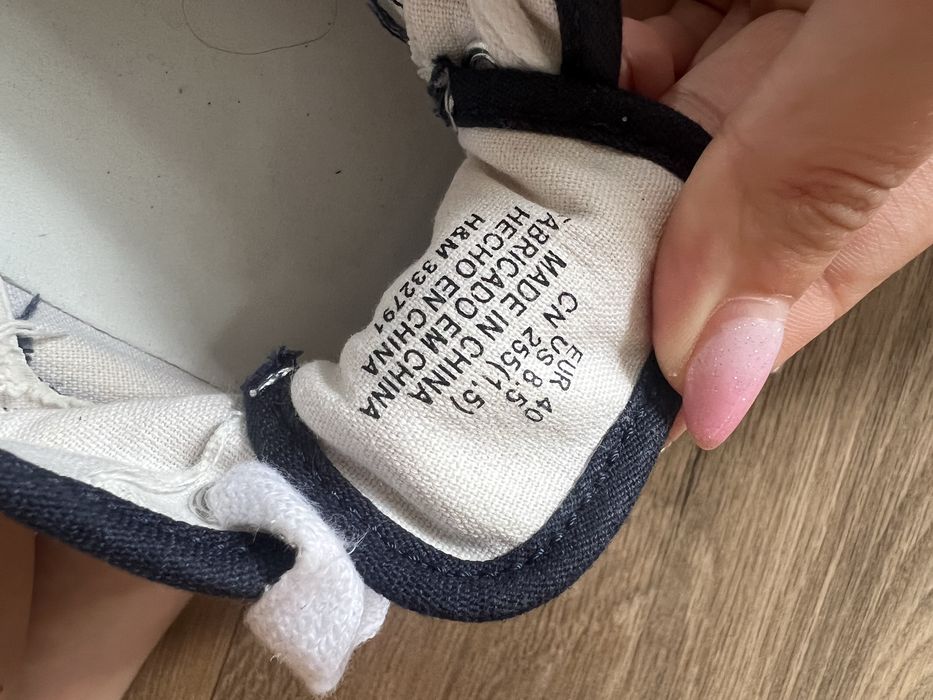 EUR 40
US 8.5
CN 255(1.5)
MADE IN CHINA
FABRICADO EM CHINA
HECHO EN CHINA
H&M 332791